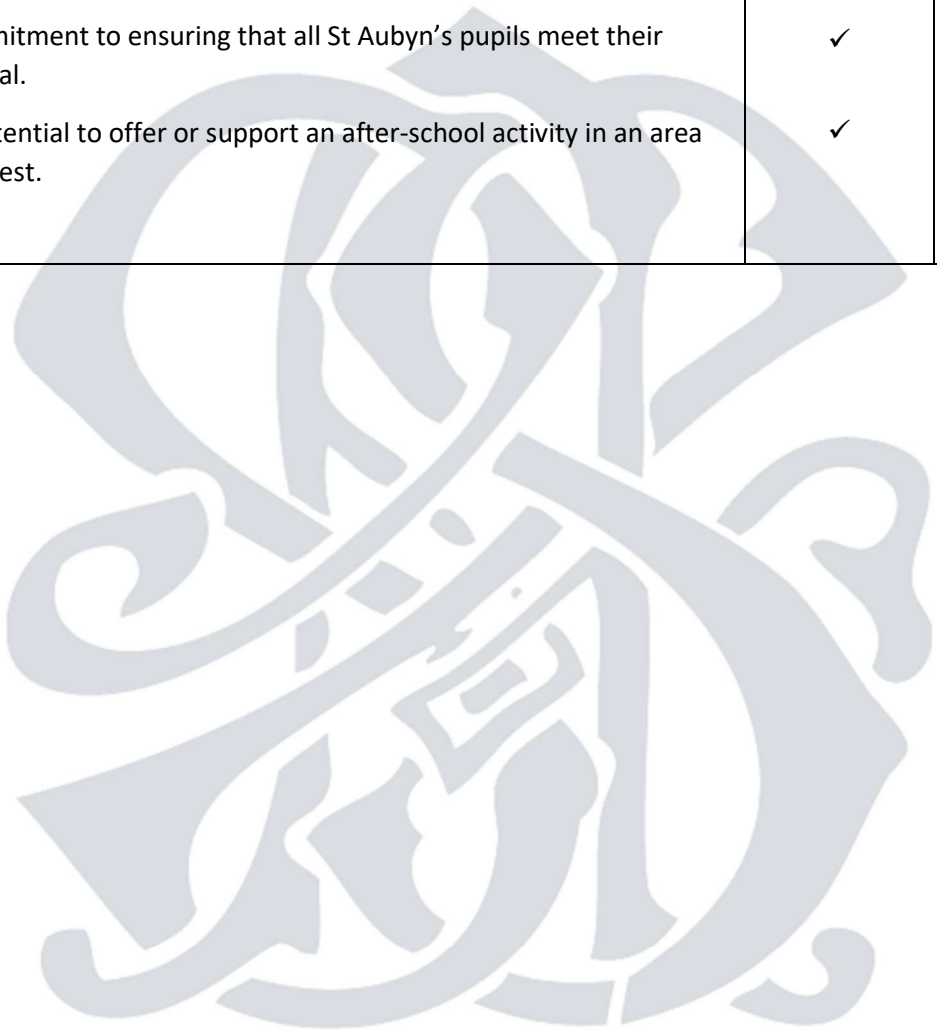 mitment to ensuring that all St Aubyn’s pupils meet their ✓
al.
tential to offer or support an after-school activity in an area ✓
est.